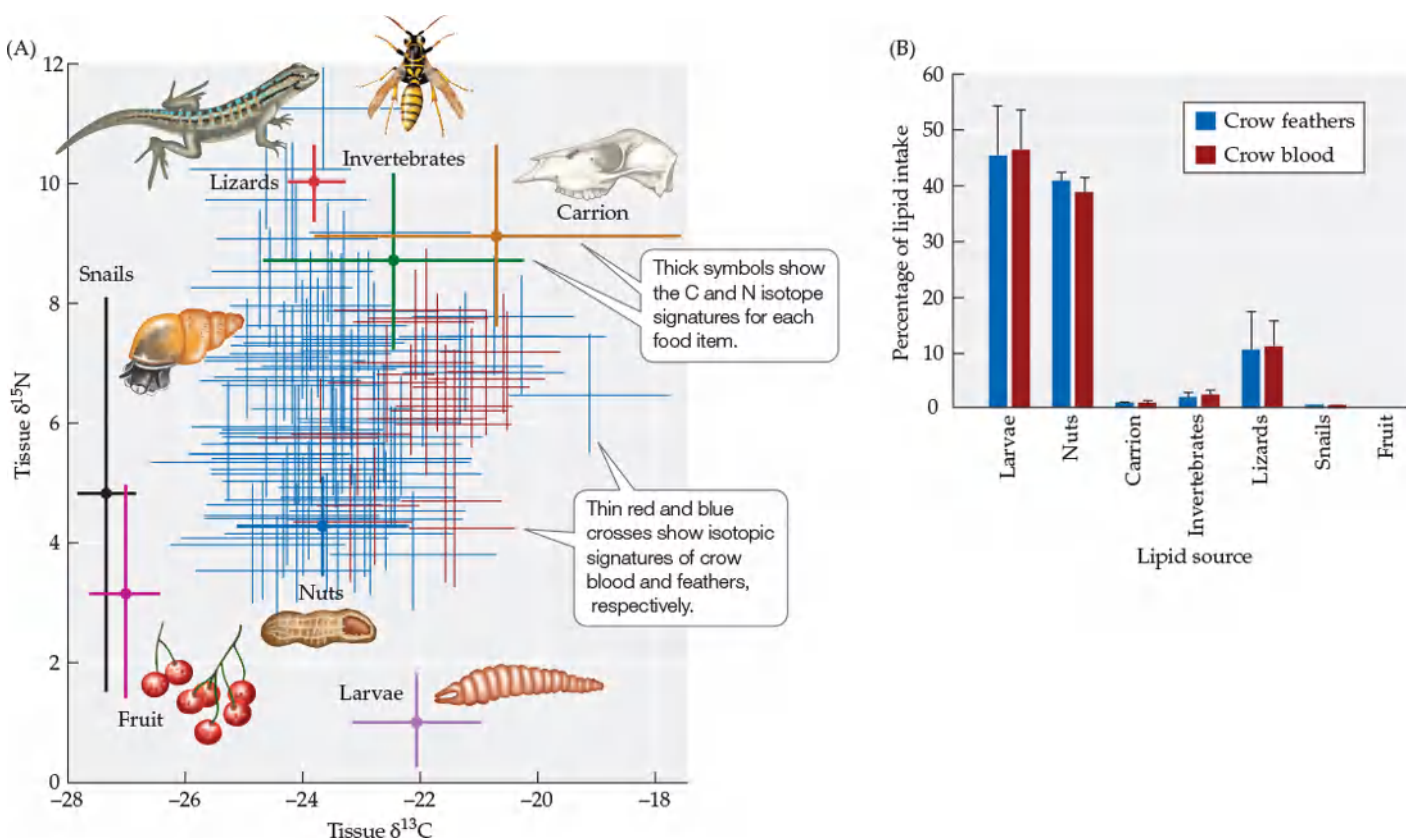 (A)
12
10
8
6
4
2
0
Tissue δ15N
−28
−26
−24
−22
−20
−18
Tissue δ13C
Lizards
Invertebrates
Carrion
Snails
Nuts
Fruit
Larvae
Thick symbols show
the C and N isotope
signatures for each
food item.
Thin red and blue
crosses show isotopic
signatures of crow
blood and feathers,
respectively.
(B)
60
50
40
30
20
10
0
Percentage of lipid intake
Crow feathers
Crow blood
Larvae
Nuts
Carrion
Invertebrates
Lizards
Snails
Fruit
Lipid source